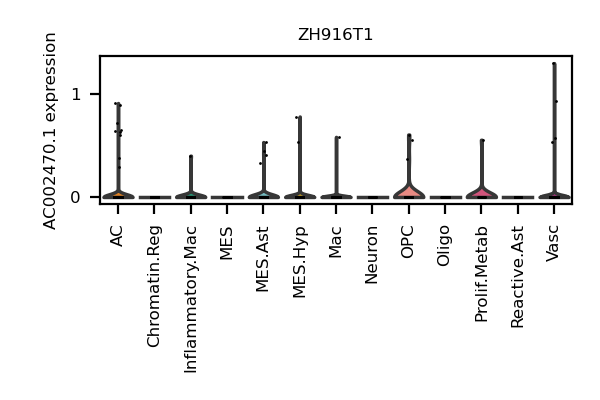 ZH916T1
AC002470.1 expression
1
0
AC
Chromatin.Reg
Inflammatory.Mac
MES
MES.Ast
MES.Hyp
Mac
Neuron
OPC
Oligo
Prolif.Metab
Reactive.Ast
Vasc